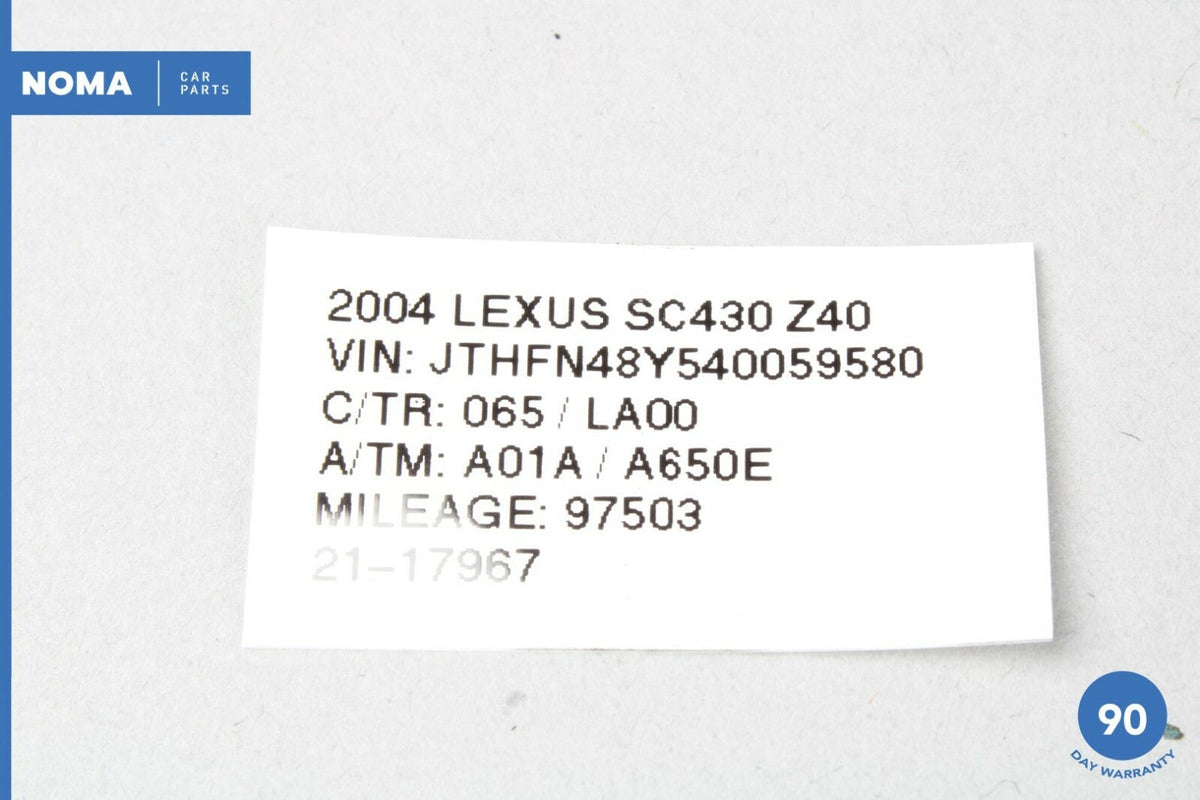 NOMA
CAR
PARTS
2004 LEXUS SC430 Z40
VIN: JTHFN48Y540059580
C/TR: 065 / LA00
A/TM: A01A / A650E
MILEAGE: 97503
21-17967
90
DAY WARRANTY